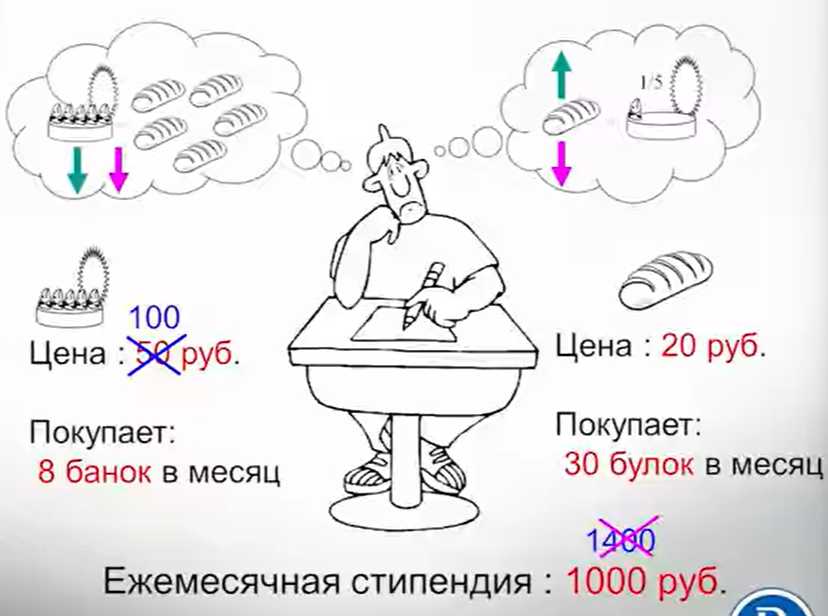 1/5
100
Цена : 50 руб.
Цена : 20 руб.
Покупает:
8 банок в месяц
Покупает:
30 булок в месяц
1400
Ежемесячная стипендия : 1000 руб.